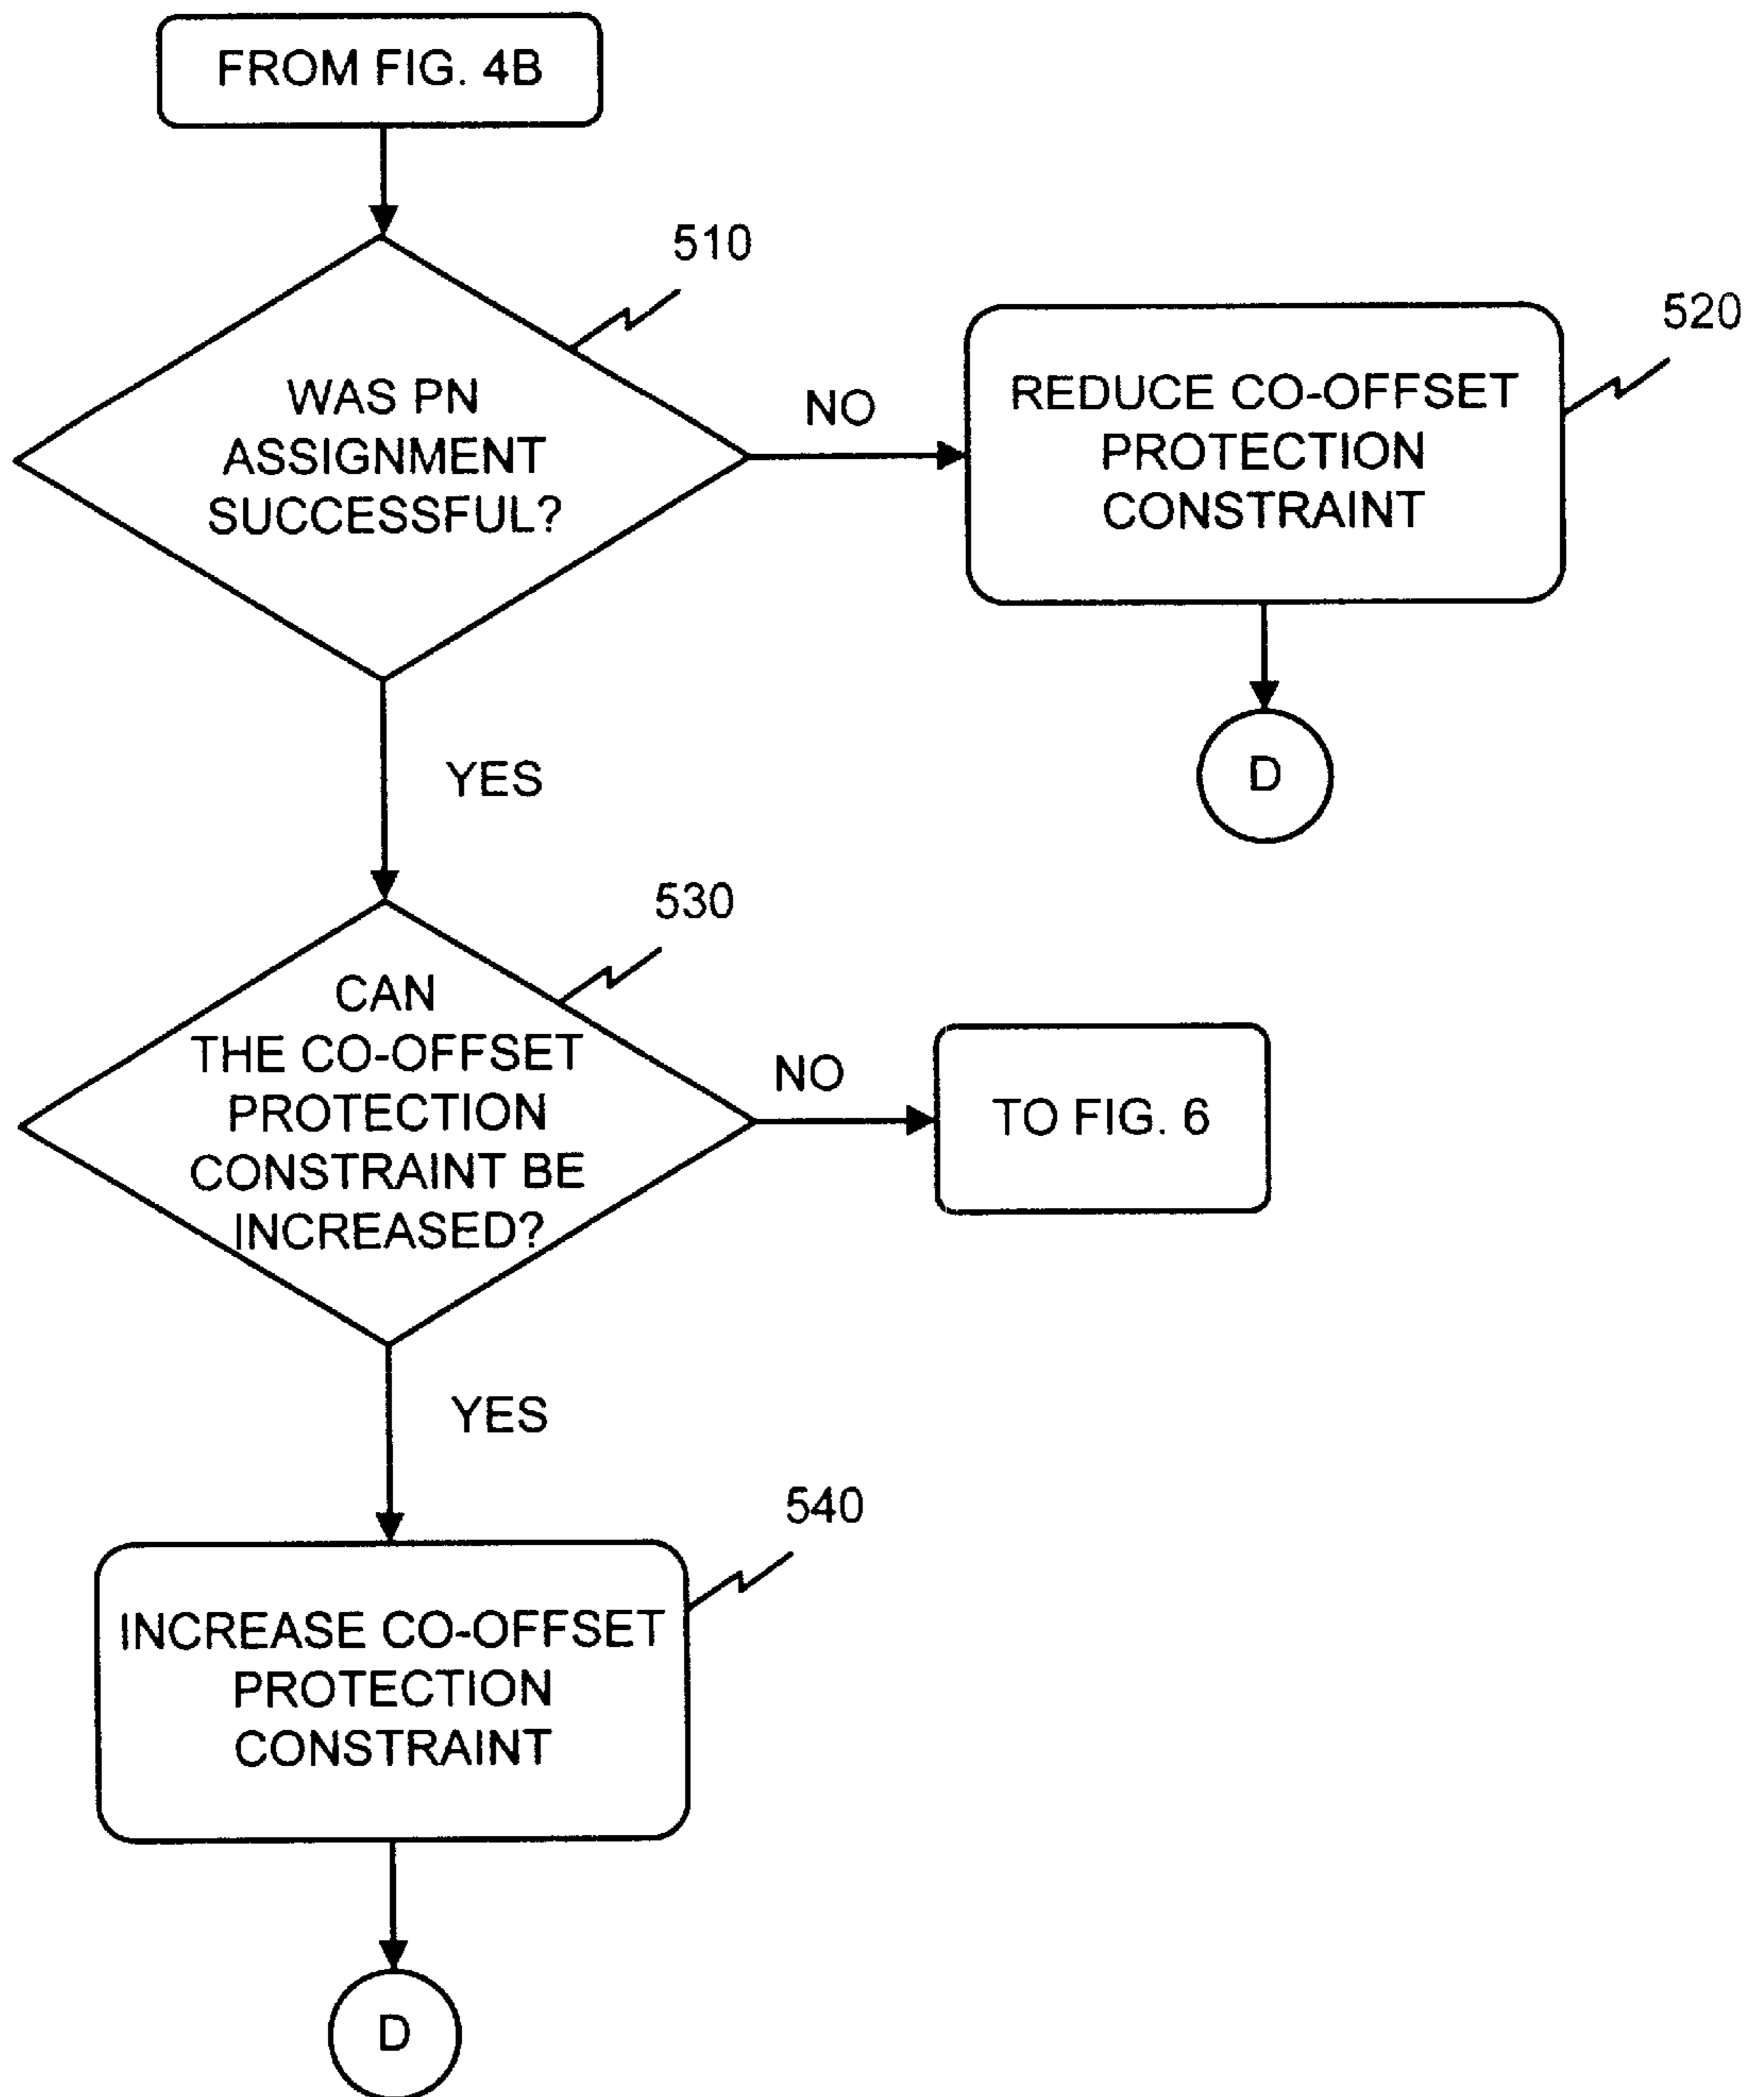 FROM FIG. 4B
510
WAS PN
ASSIGNMENT
SUCCESSFUL?
NO
520
REDUCE CO-OFFSET
PROTECTION
CONSTRAINT
D
YES
530
CAN
THE CO-OFFSET
PROTECTION
CONSTRAINT BE
INCREASED?
NO
TO FIG. 6
YES
540
INCREASE CO-OFFSET
PROTECTION
CONSTRAINT
D